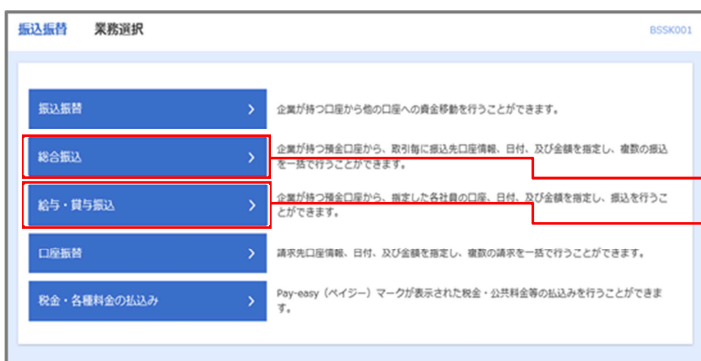 振込振替 業務選択 BSSK001
振込振替 企業が持つ口座から他の口座への資金移動を行うことができます。
総合振込 企業が持つ預金口座から、取引毎に振込先口座情報、日付、及び金額を指定し、複数の振込
を一括で行うことができます。
給与・賞与振込 企業が持つ預金口座から、指定した各社員の口座、日付、及び金額を指定し、振込を行うこ
とができます。
口座振替 請求先口座情報、日付、及び金額を指定し、複数の請求を一括で行うことができます。
税金・各種料金の払込み Pay-easy（ペイジー）マークが表示された税金・公共料金等の払込みを行うことができま
す。